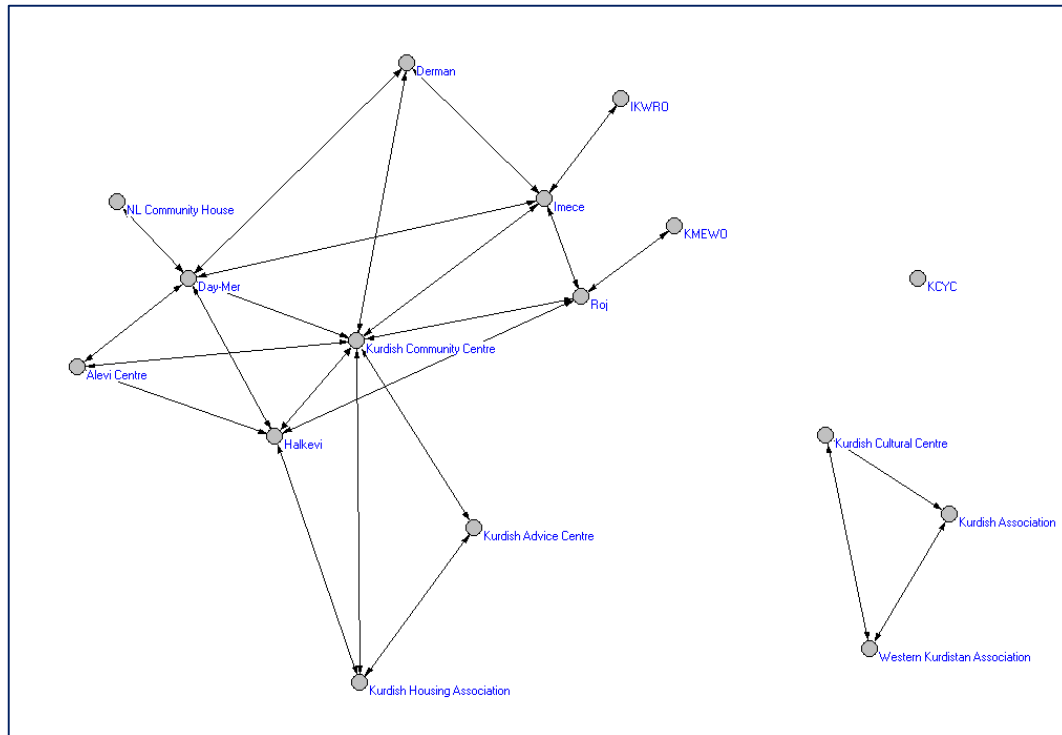 Derman
IKWRO
NL Community House
Imece
KMEWO
Day-Mer
KCYC
Roj
Kurdish Community Centre
Alevi Centre
Halkevi
Kurdish Cultural Centre
Kurdish Association
Kurdish Advice Centre
Western Kurdistan Association
Kurdish Housing Association